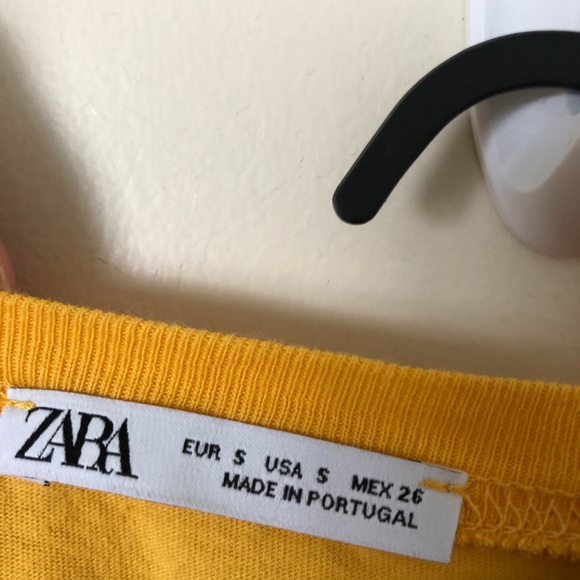 ZARA
EUR S USA S MEX 26
MADE IN PORTUGAL